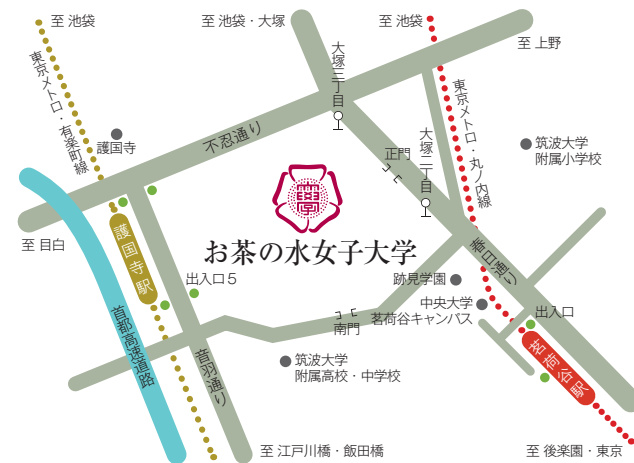 至 池袋
至 池袋・大塚
至 池袋
至 上野
東京メトロ・有楽町線
大塚三丁目
東京メトロ・丸ノ内線
護国寺
不忍通り
正門
大塚二丁目
筑波大学
附属小学校
至 目白
護国寺駅
お茶の水女子大学
春日通り
出入口5
跡見学園
中央大学
茗荷谷キャンパス
出入口
首都高速道路
音羽通り
南門
筑波大学
附属高校・中学校
茗荷谷駅
至 江戸川橋・飯田橋
至 後楽園・東京